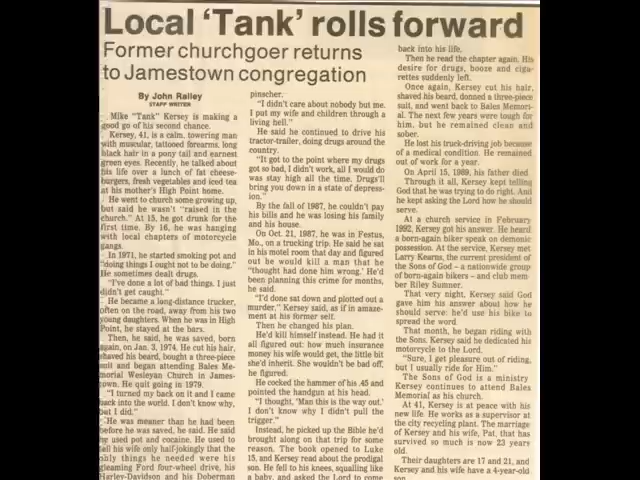 Local 'Tank' rolls forward
Former churchgoer returns
to Jamestown congregation
By John Railey
STAFF WRITER
Mike "Tank" Kersey is making a
good go of his second chance.
Kersey, 41, is a calm, towering man
with muscular, tattooed forearms, long
black hair in a pony tail and earnest
green eyes. Recently, he talked about
his life over a lunch of fat cheese-
burgers, fresh vegetables and iced tea
at his mother's High Point home.
He went to church some growing up,
but said he wasn't "raised in the
church." At 15, he got drunk for the
first time. By 16, he was hanging
with local chapters of motorcycle
gangs.
In 1971, he started smoking pot and
"doing things I ought not to be doing."
He sometimes dealt drugs.
"I've done a lot of bad things. I just
didn't get caught."
He became a long-distance trucker,
often on the road, away from his two
young daughters. When he was in High
Point, he stayed at the bars.
Then, he said, he was saved, born
again, on Jan. 3, 1974. He cut his hair,
shaved his beard, bought a three-piece
suit and began attending Bales Me-
morial Wesleyan Church in James-
town. He quit going in 1979.
"I turned my back on it and I came
back into the world. I don't know why,
but I did."
He was meaner than he had been
before he was saved, he said. He said
he used pot and cocaine. He used to
tell his wife only half-jokingly that the
only things he needed were his
gleaming Ford four-wheel drive, his
Harley-Davidson and his Doberman
pinscher.
"I didn't care about nobody but me.
I put my wife and children through a
living hell."
He said he continued to drive his
tractor-trailer, doing drugs around the
country.
"It got to the point where my drugs
got so bad, I didn't work, all I would do
was stay high all the time. Drugs'll
bring you down in a state of depres-
sion."
By the fall of 1987, he couldn't pay
his bills and he was losing his family
and his house.
On Oct. 21, 1987, he was in Festus,
Mo., on a trucking trip. He said he sat
in his motel room that day and figured
out he would kill a man that he
"thought had done him wrong." He'd
been planning this crime for months,
he said.
"I'd done sat down and plotted out a
murder," Kersey said, as if in amaze-
ment at his former self.
Then he changed his plan.
He'd kill himself instead. He had it
all figured out: how much insurance
money his wife would get, the little bit
she'd inherit. She wouldn't be bad off,
he figured.
He cocked the hammer of his .45 and
pointed the handgun at his head.
"I thought, 'Man this is the way out.'
I don't know why I didn't pull the
trigger."
Instead, he picked up the Bible he'd
brought along on that trip for some
reason. The book opened to Luke
15, and Kersey read about the prodigal
son. He fell to his knees, squalling like
a baby, and asked the Lord to come
back into his life.
Then he read the chapter again. His
desire for drugs, booze and ciga-
rettes suddenly left.
Once again, Kersey cut his hair,
shaved his beard, donned a three-piece
suit, and went back to Bales Memori-
al. The next few years were tough for
him, but he remained clean and
sober.
He lost his truck-driving job because
of a medical condition. He remained
out of work for a year.
On April 15, 1989, his father died.
Through it all, Kersey kept telling
God that he was trying to do right. And
he kept asking the Lord how he should
serve.
At a church service in February
1992, Kersey got his answer. He heard
a born-again biker speak on demonic
possession. At the service, Kersey met
Larry Kearns, the current president of
the Sons of God – a nationwide group
of born-again bikers – and club mem-
ber Riley Sumner.
That very night, Kersey said God
gave him his answer about how he
should serve: he'd use his bike to
spread the word.
That month, he began riding with
the Sons. Kersey said he dedicated his
motorcycle to the Lord.
"Sure, I get pleasure out of riding,
but I usually ride for Him."
The Sons of God is a ministry
Kersey continues to attend Bales
Memorial as his church.
At 41, Kersey is at peace with his
new life. He works as a supervisor at
the city recycling plant. The marriage
of Kersey and his wife, Pat, that has
survived so much is now 23 years
old.
Their daughters are 17 and 21, and
Kersey and his wife have a 4-year-old